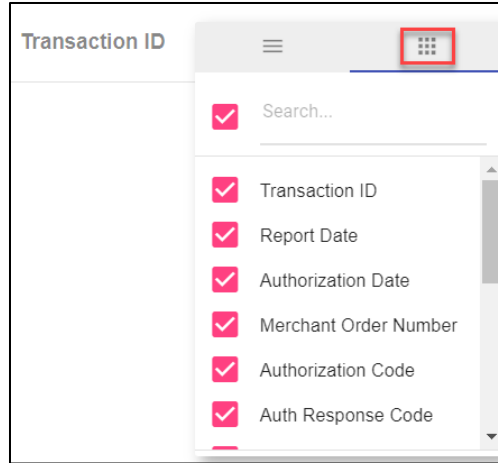 Transaction ID
Search...
Transaction ID
Report Date
Authorization Date
Merchant Order Number
Authorization Code
Auth Response Code